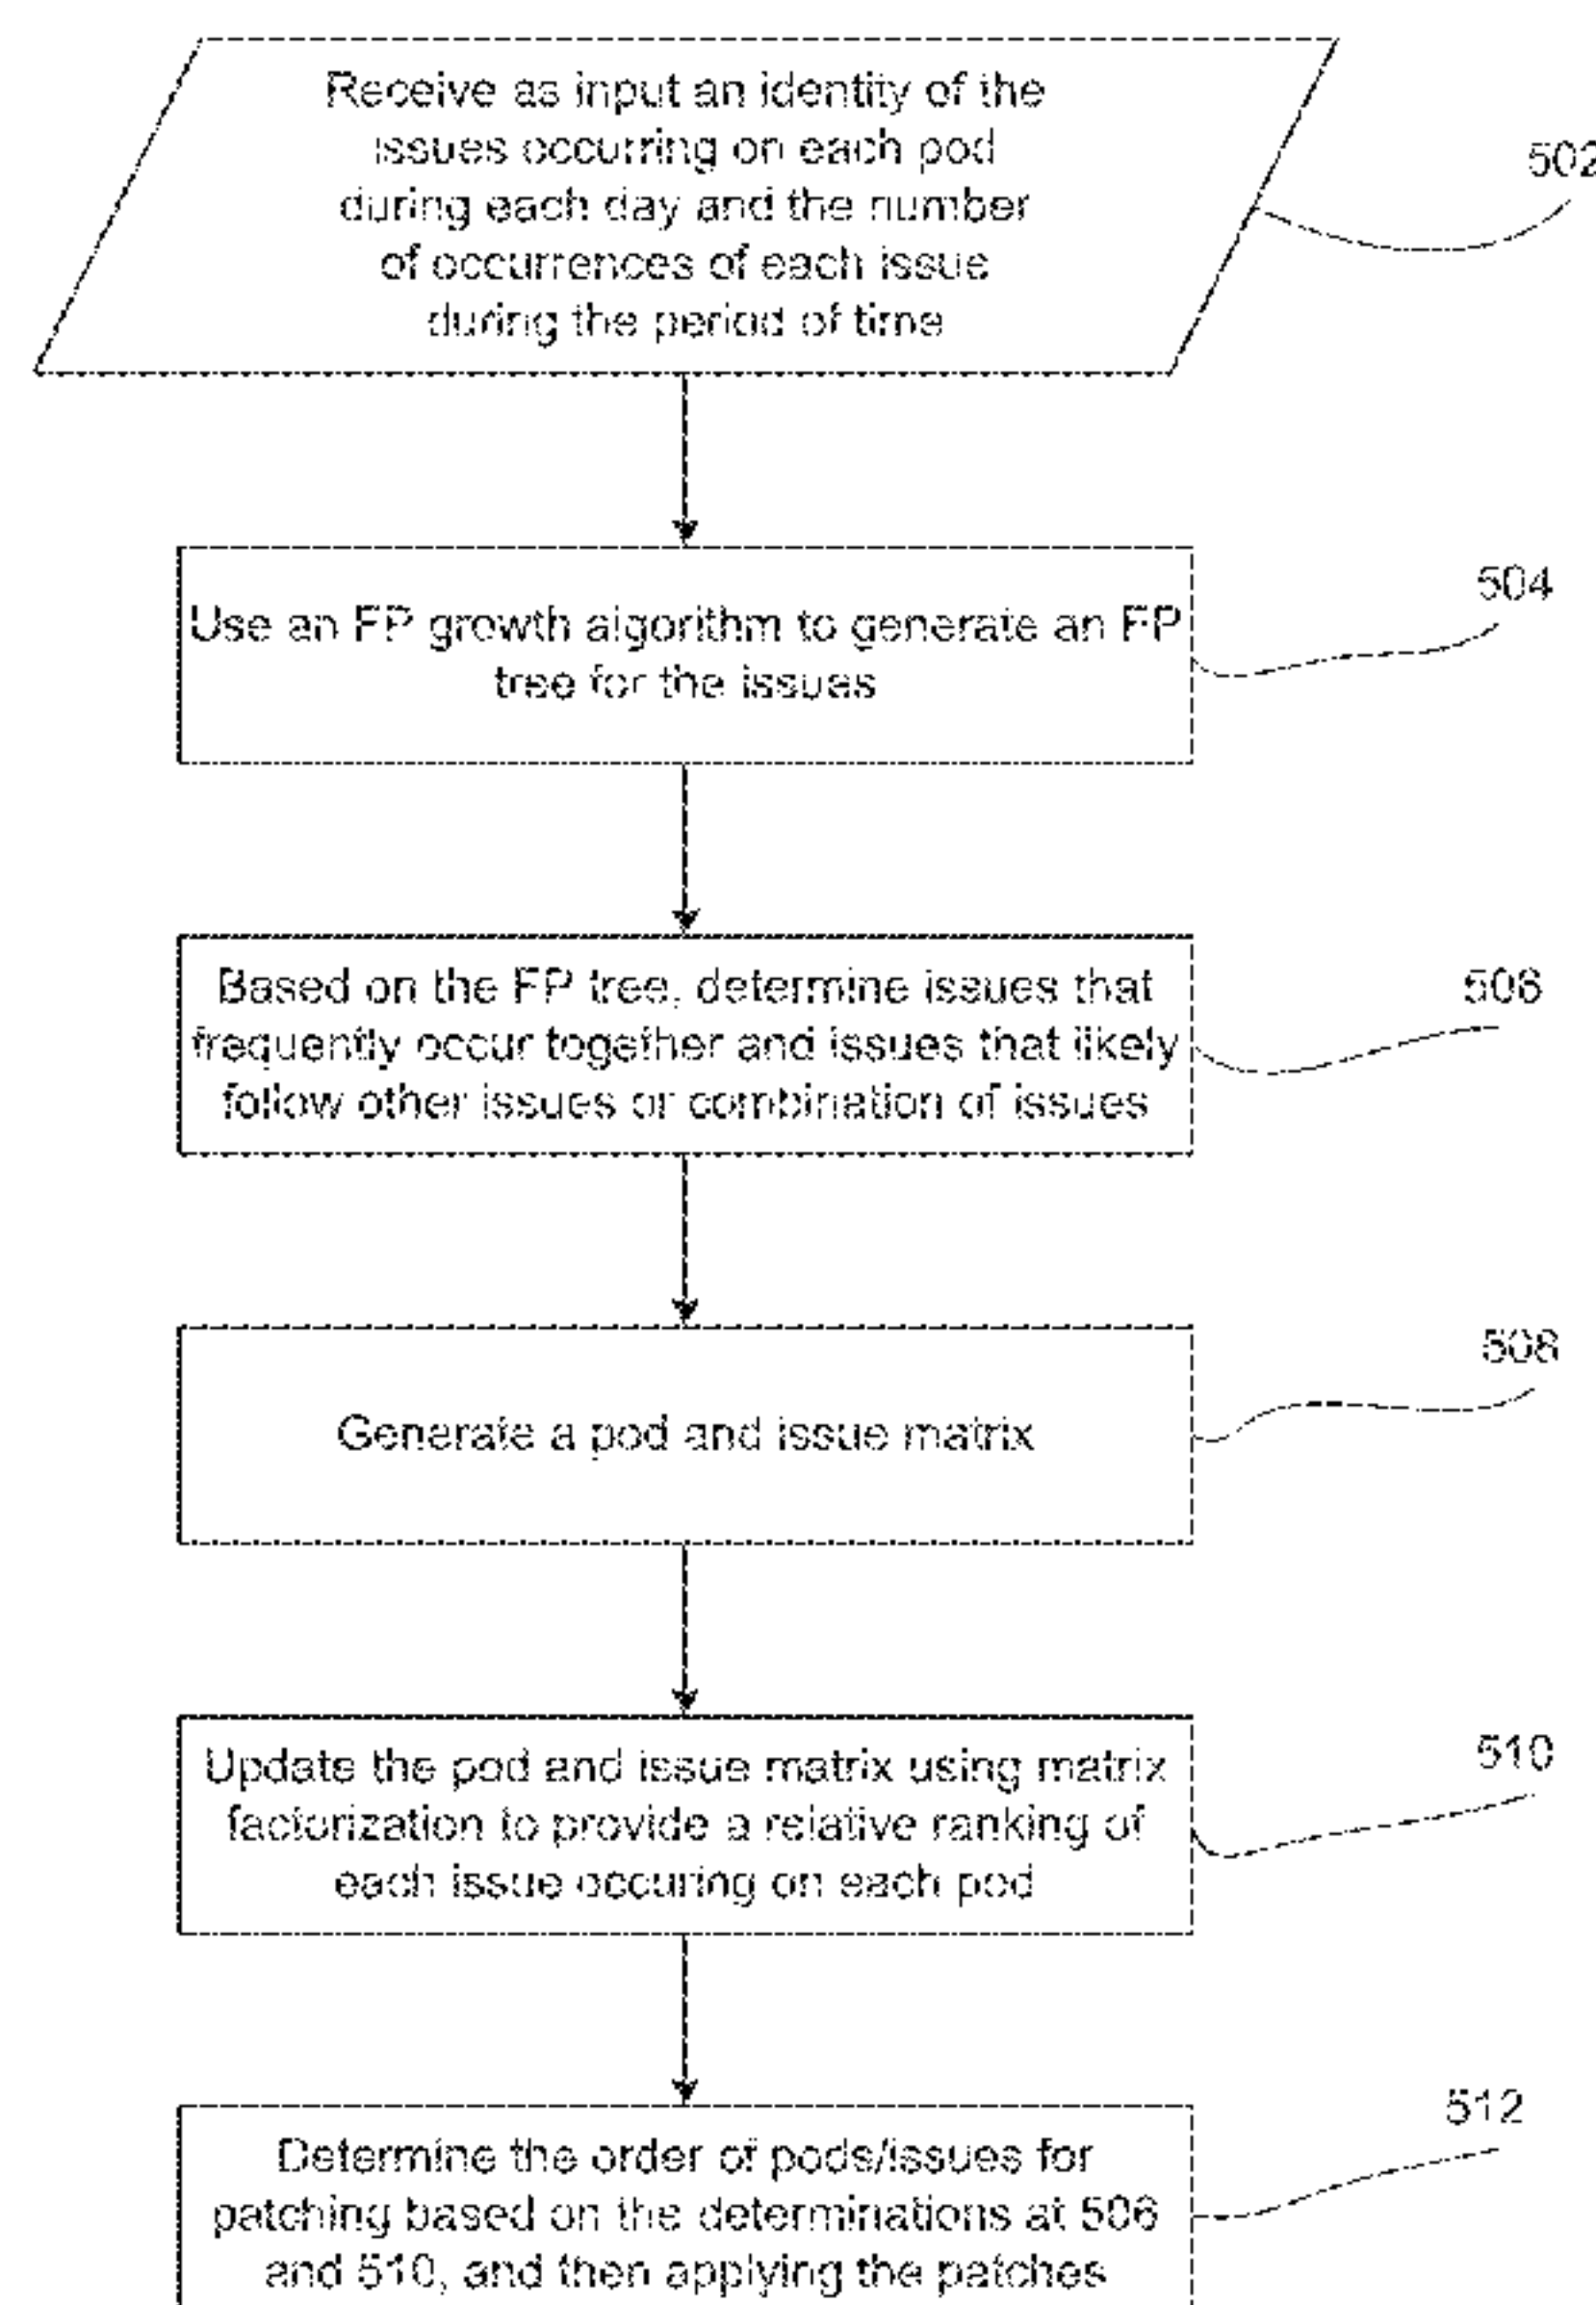 Receive as input an identity of the
issues occurring on each pod
during each day and the number
of occurrences of each issue
during the period of time
502
Use an FP growth algorithm to generate an FP
tree for the issues
504
Based on the FP tree, determine issues that
frequently occur together and issues that likely
follow other issues or combination of issues
506
Generate a pod and issue matrix
508
Update the pod and issue matrix using matrix
factorization to provide a relative ranking of
each issue occuring on each pod
510
Determine the order of pods/issues for
patching based on the determinations at 506
and 510, and then applying the patches
512